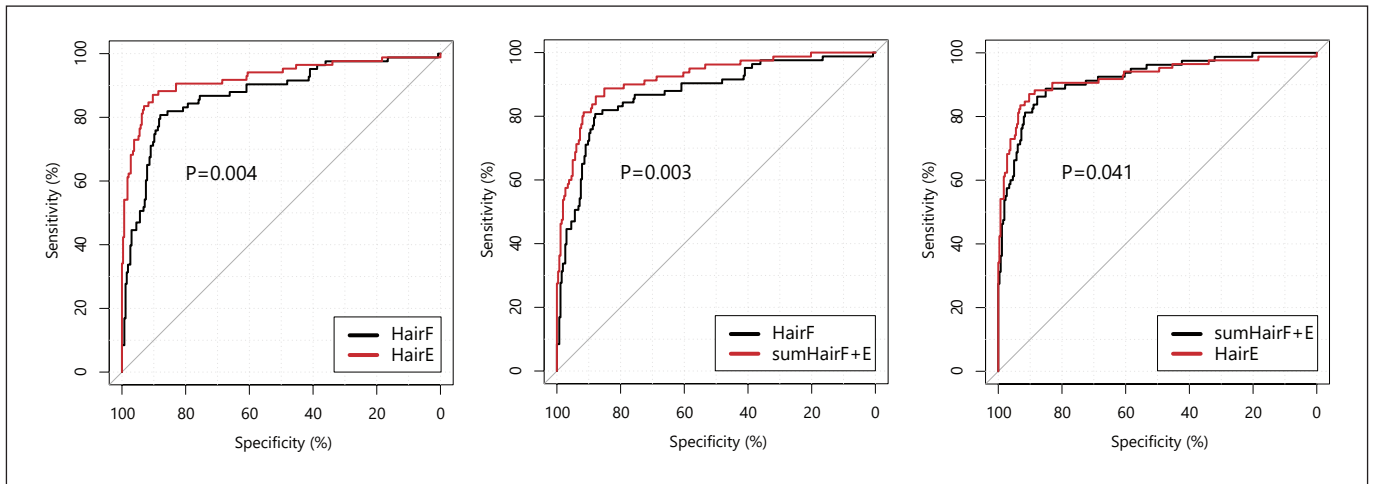 Sensitivity (%)
100
80
60
40
20
0
P=0.004
HairF
HairE
100 80 60 40 20 0
Specificity (%)
Sensitivity (%)
100
80
60
40
20
0
P=0.003
HairF
sumHairF+E
100 80 60 40 20 0
Specificity (%)
Sensitivity (%)
100
80
60
40
20
0
P=0.041
sumHairF+E
HairE
100 80 60 40 20 0
Specificity (%)